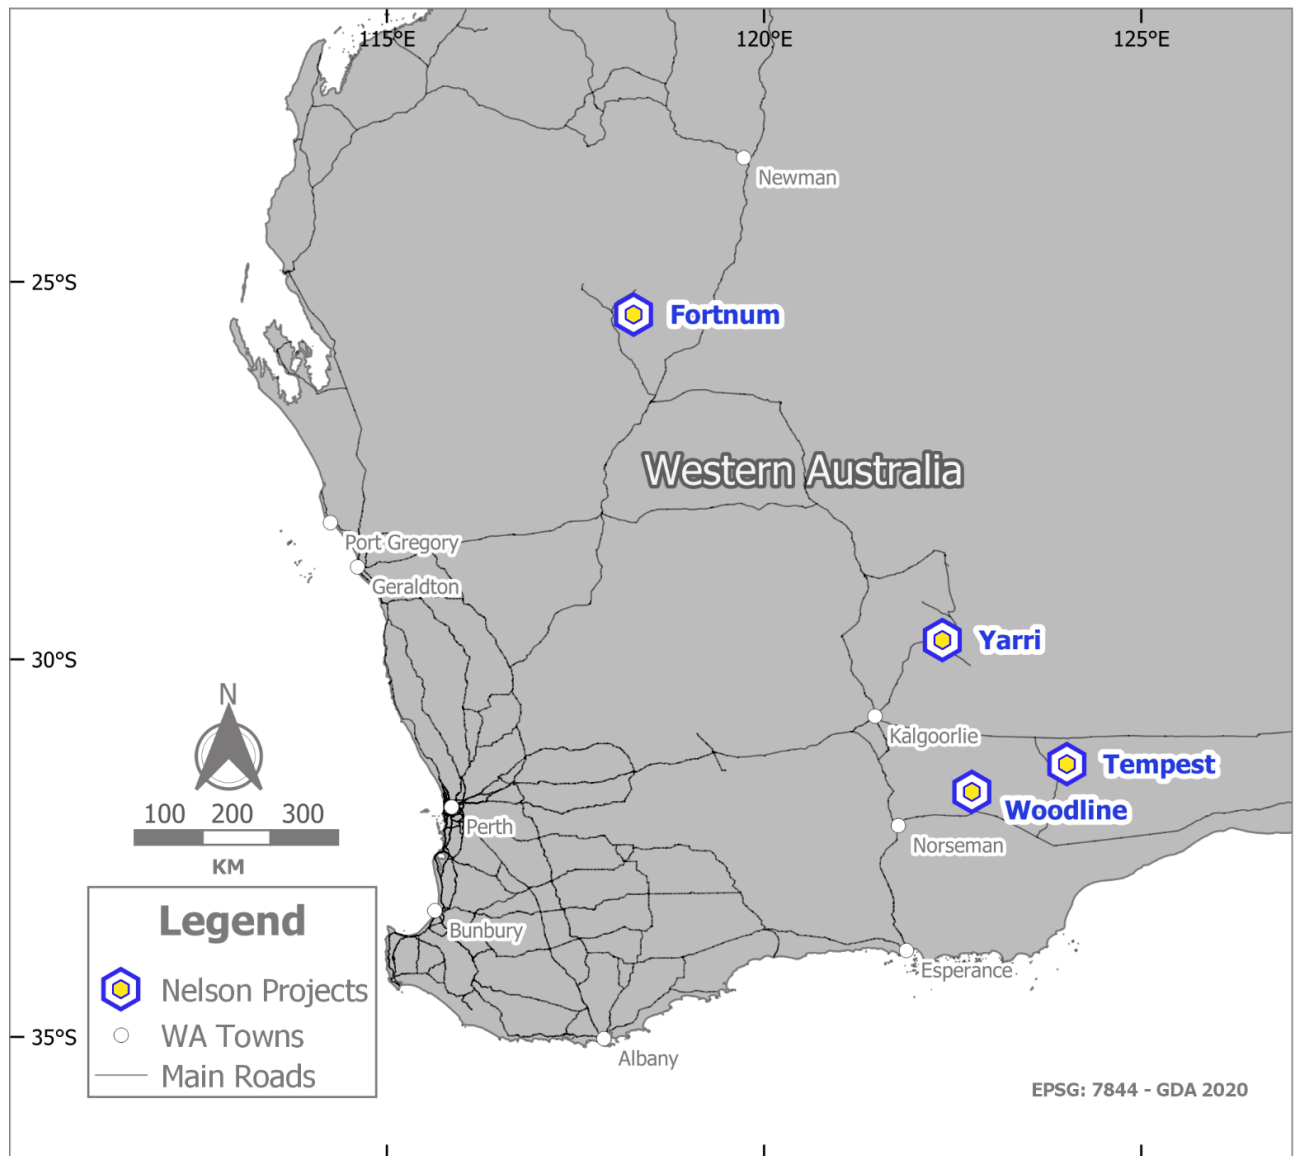 115°E
120°E
125°E
Newman
25°S
Fortnum
Western Australia
Port Gregory
Geraldton
Yarri
30°S
N
Kalgoorlie
Tempest
100 200 300
Woodline
Perth
Norseman
KM
Legend
Bunbury
Esperance
Nelson Projects
WA Towns
35°S
Albany
Main Roads
EPSG: 7844 - GDA 2020